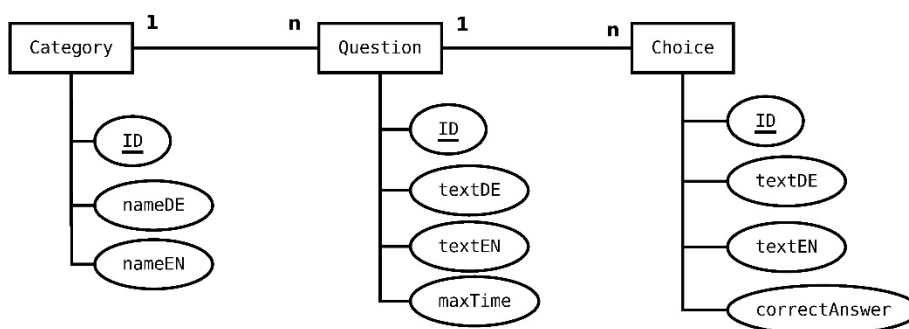 1
n
1
n
Category
Question
Choice
ID
nameDE
nameEN
ID
textDE
textEN
maxTime
ID
textDE
textEN
correctAnswer